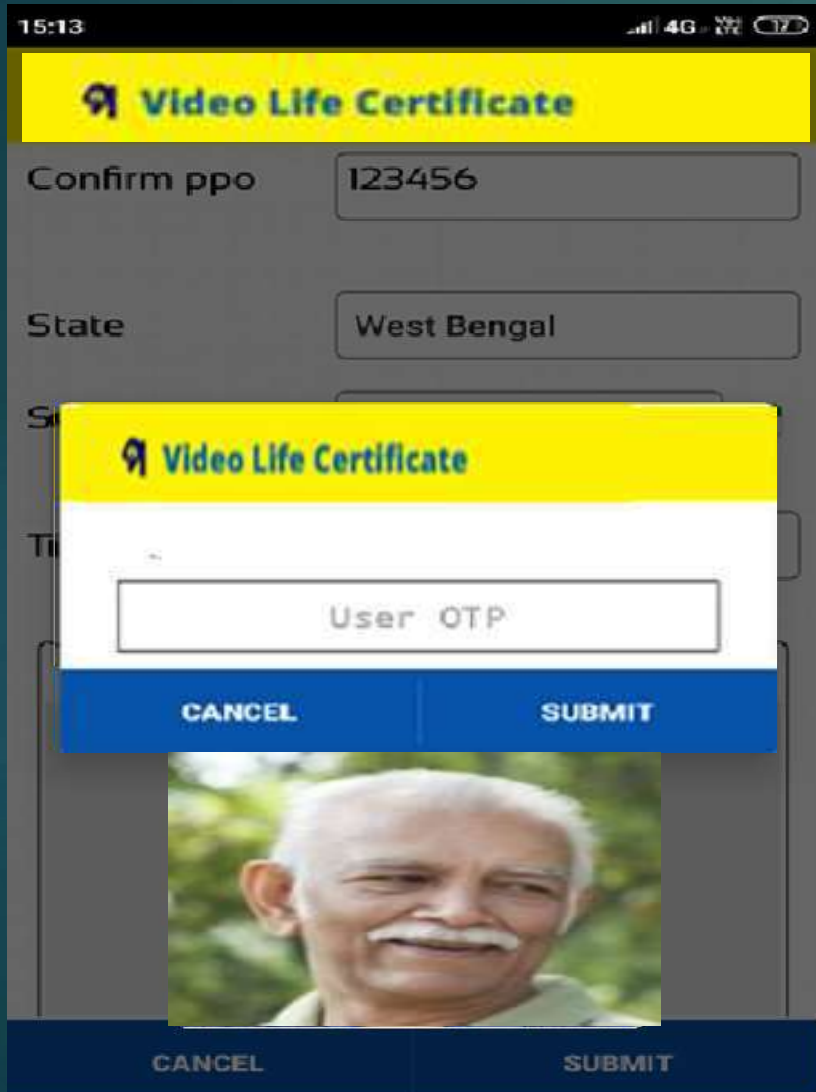 15:13 4G
Video Life Certificate
Confirm ppo 123456
State West Bengal
Video Life Certificate
User OTP
CANCEL SUBMIT
CANCEL SUBMIT